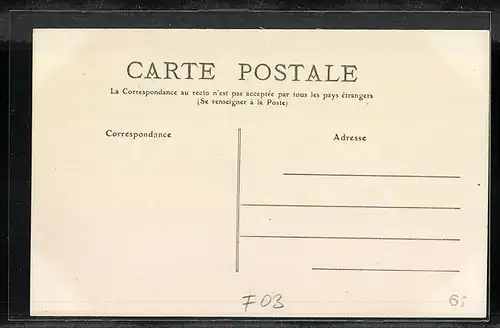 CARTE POSTALE
La Correspondance au recto n'est pas acceptée par tous les pays étrangers
(Se renseigner à la Poste)
Correspondance
Adresse
F03